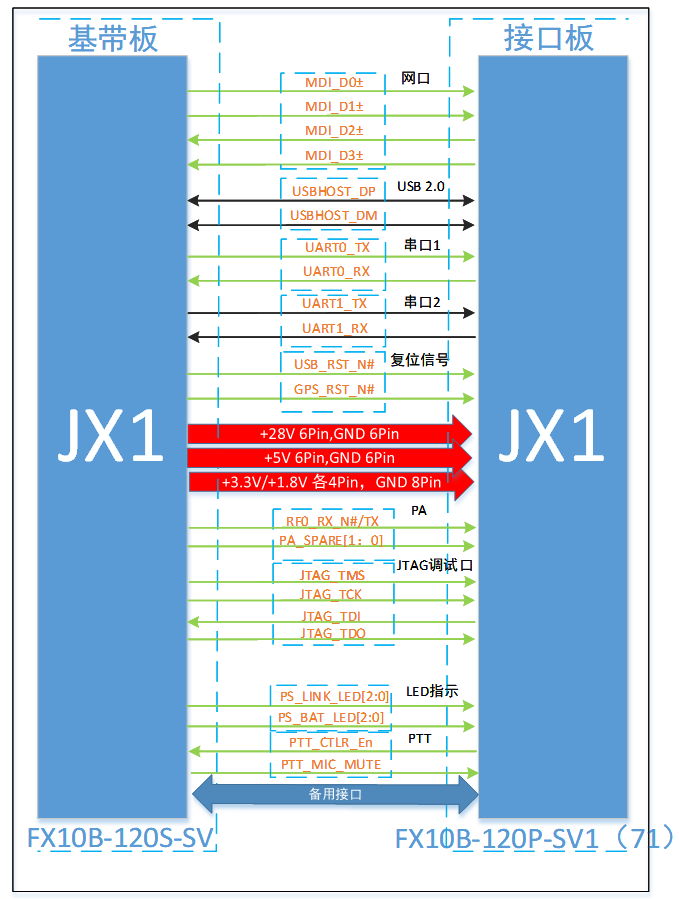 基带板
接口板
MDI_D0±
网口
MDI_D1±
MDI_D2±
MDI_D3±
USBHOST_DP
USB 2.0
USBHOST_DM
UART0_TX
串口1
UART0_RX
UART1_TX
串口2
UART1_RX
USB_RST_N#
复位信号
GPS_RST_N#
JX1
JX1
+28V 6Pin,GND 6Pin
+5V 6Pin,GND 6Pin
+3.3V/+1.8V 各4Pin， GND 8Pin
PA
RF0_RX_N#/TX
PA_SPARE[1：0]
JTAG调试口
JTAG_TMS
JTAG_TCK
JTAG_TDI
JTAG_TDO
PS_LINK_LED[2:0]
LED指示
PS_BAT_LED[2:0]
PTT_CTLR_En
PTT
PTT_MIC_MUTE
备用接口
FX10B-120S-SV
FX10B-120P-SV1（71）